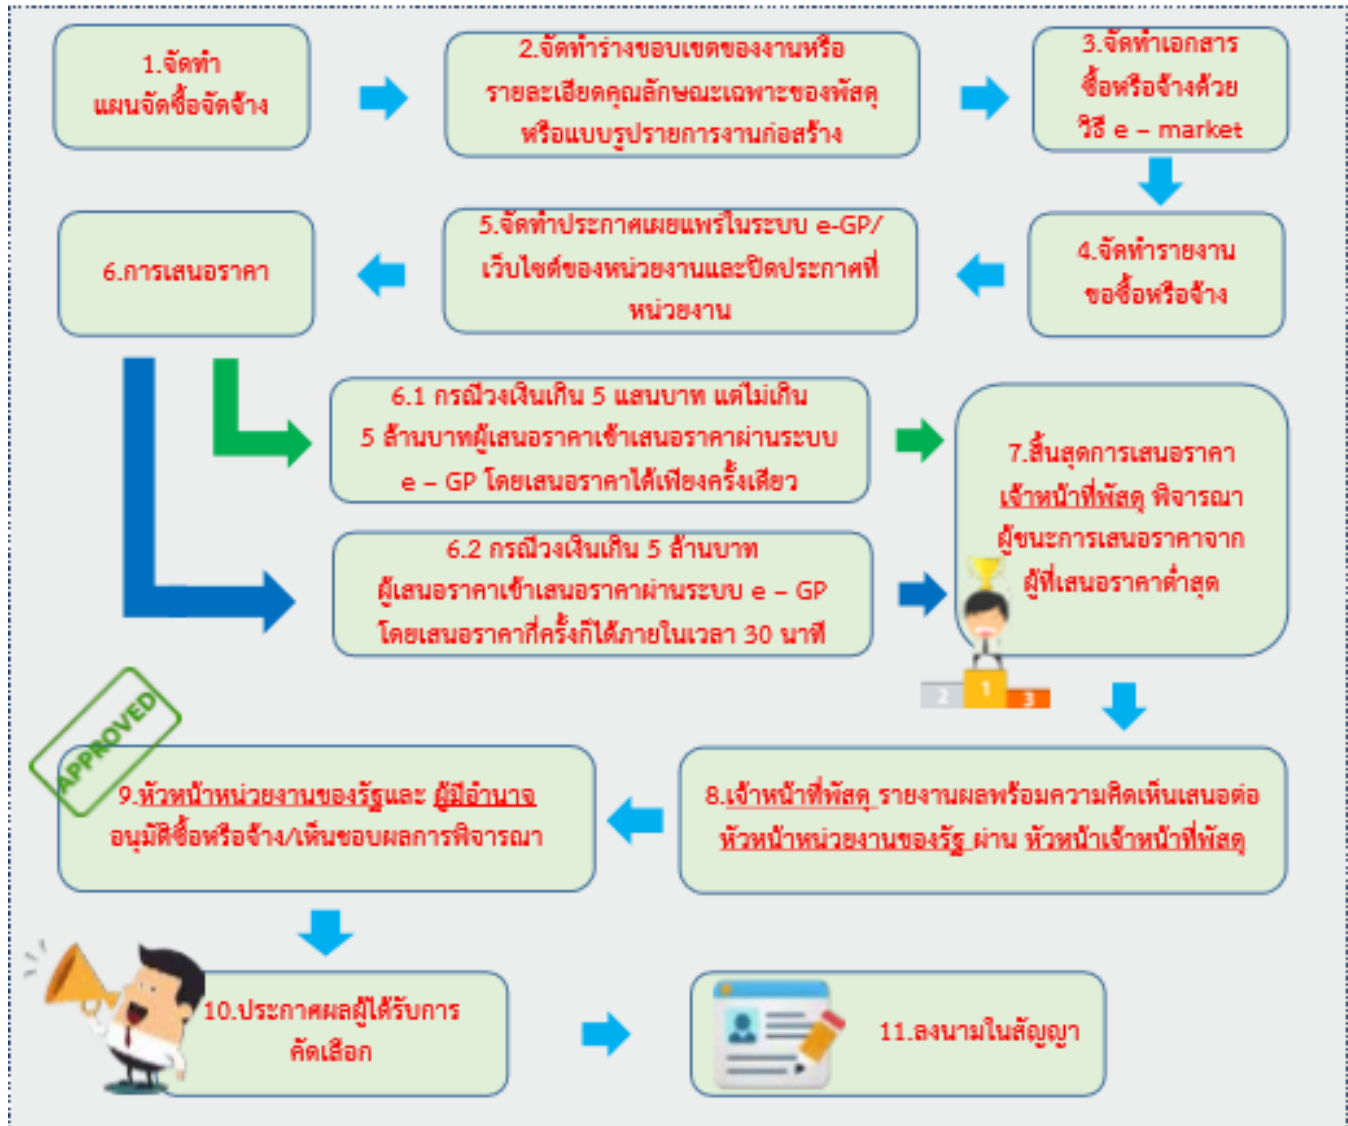 1.จัดทำ
แผนจัดซื้อจัดจ้าง
2.จัดทำร่างขอบเขตของงานหรือ
รายละเอียดคุณลักษณะเฉพาะของพัสดุ
หรือแบบรูปรายการงานก่อสร้าง
3.จัดทำเอกสาร
ซื้อหรือจ้างด้วย
วิธี e – market
4.จัดทำรายงาน
ขอซื้อหรือจ้าง
5.จัดทำประกาศเผยแพร่ในระบบ e-GP/
เว็บไซต์ของหน่วยงานและปิดประกาศที่
หน่วยงาน
6.การเสนอราคา
6.1 กรณีวงเงินเกิน 5 แสนบาท แต่ไม่เกิน
5 ล้านบาทผู้เสนอราคาเข้าเสนอราคาผ่านระบบ
e – GP โดยเสนอราคาได้เพียงครั้งเดียว
6.2 กรณีวงเงินเกิน 5 ล้านบาท
ผู้เสนอราคาเข้าเสนอราคาผ่านระบบ e – GP
โดยเสนอราคากี่ครั้งก็ได้ภายในเวลา 30 นาที
7.สิ้นสุดการเสนอราคา
เจ้าหน้าที่พัสดุ พิจารณา
ผู้ชนะการเสนอราคาจาก
ผู้ที่เสนอราคาต่ำสุด
2 1 3
8.เจ้าหน้าที่พัสดุ รายงานผลพร้อมความคิดเห็นเสนอต่อ
หัวหน้าหน่วยงานของรัฐ ผ่าน หัวหน้าเจ้าหน้าที่พัสดุ
APPROVED
9.หัวหน้าหน่วยงานของรัฐและ ผู้มีอำนาจ
อนุมัติซื้อหรือจ้าง/เห็นชอบผลการพิจารณา
10.ประกาศผลผู้ได้รับการ
คัดเลือก
11.ลงนามในสัญญา